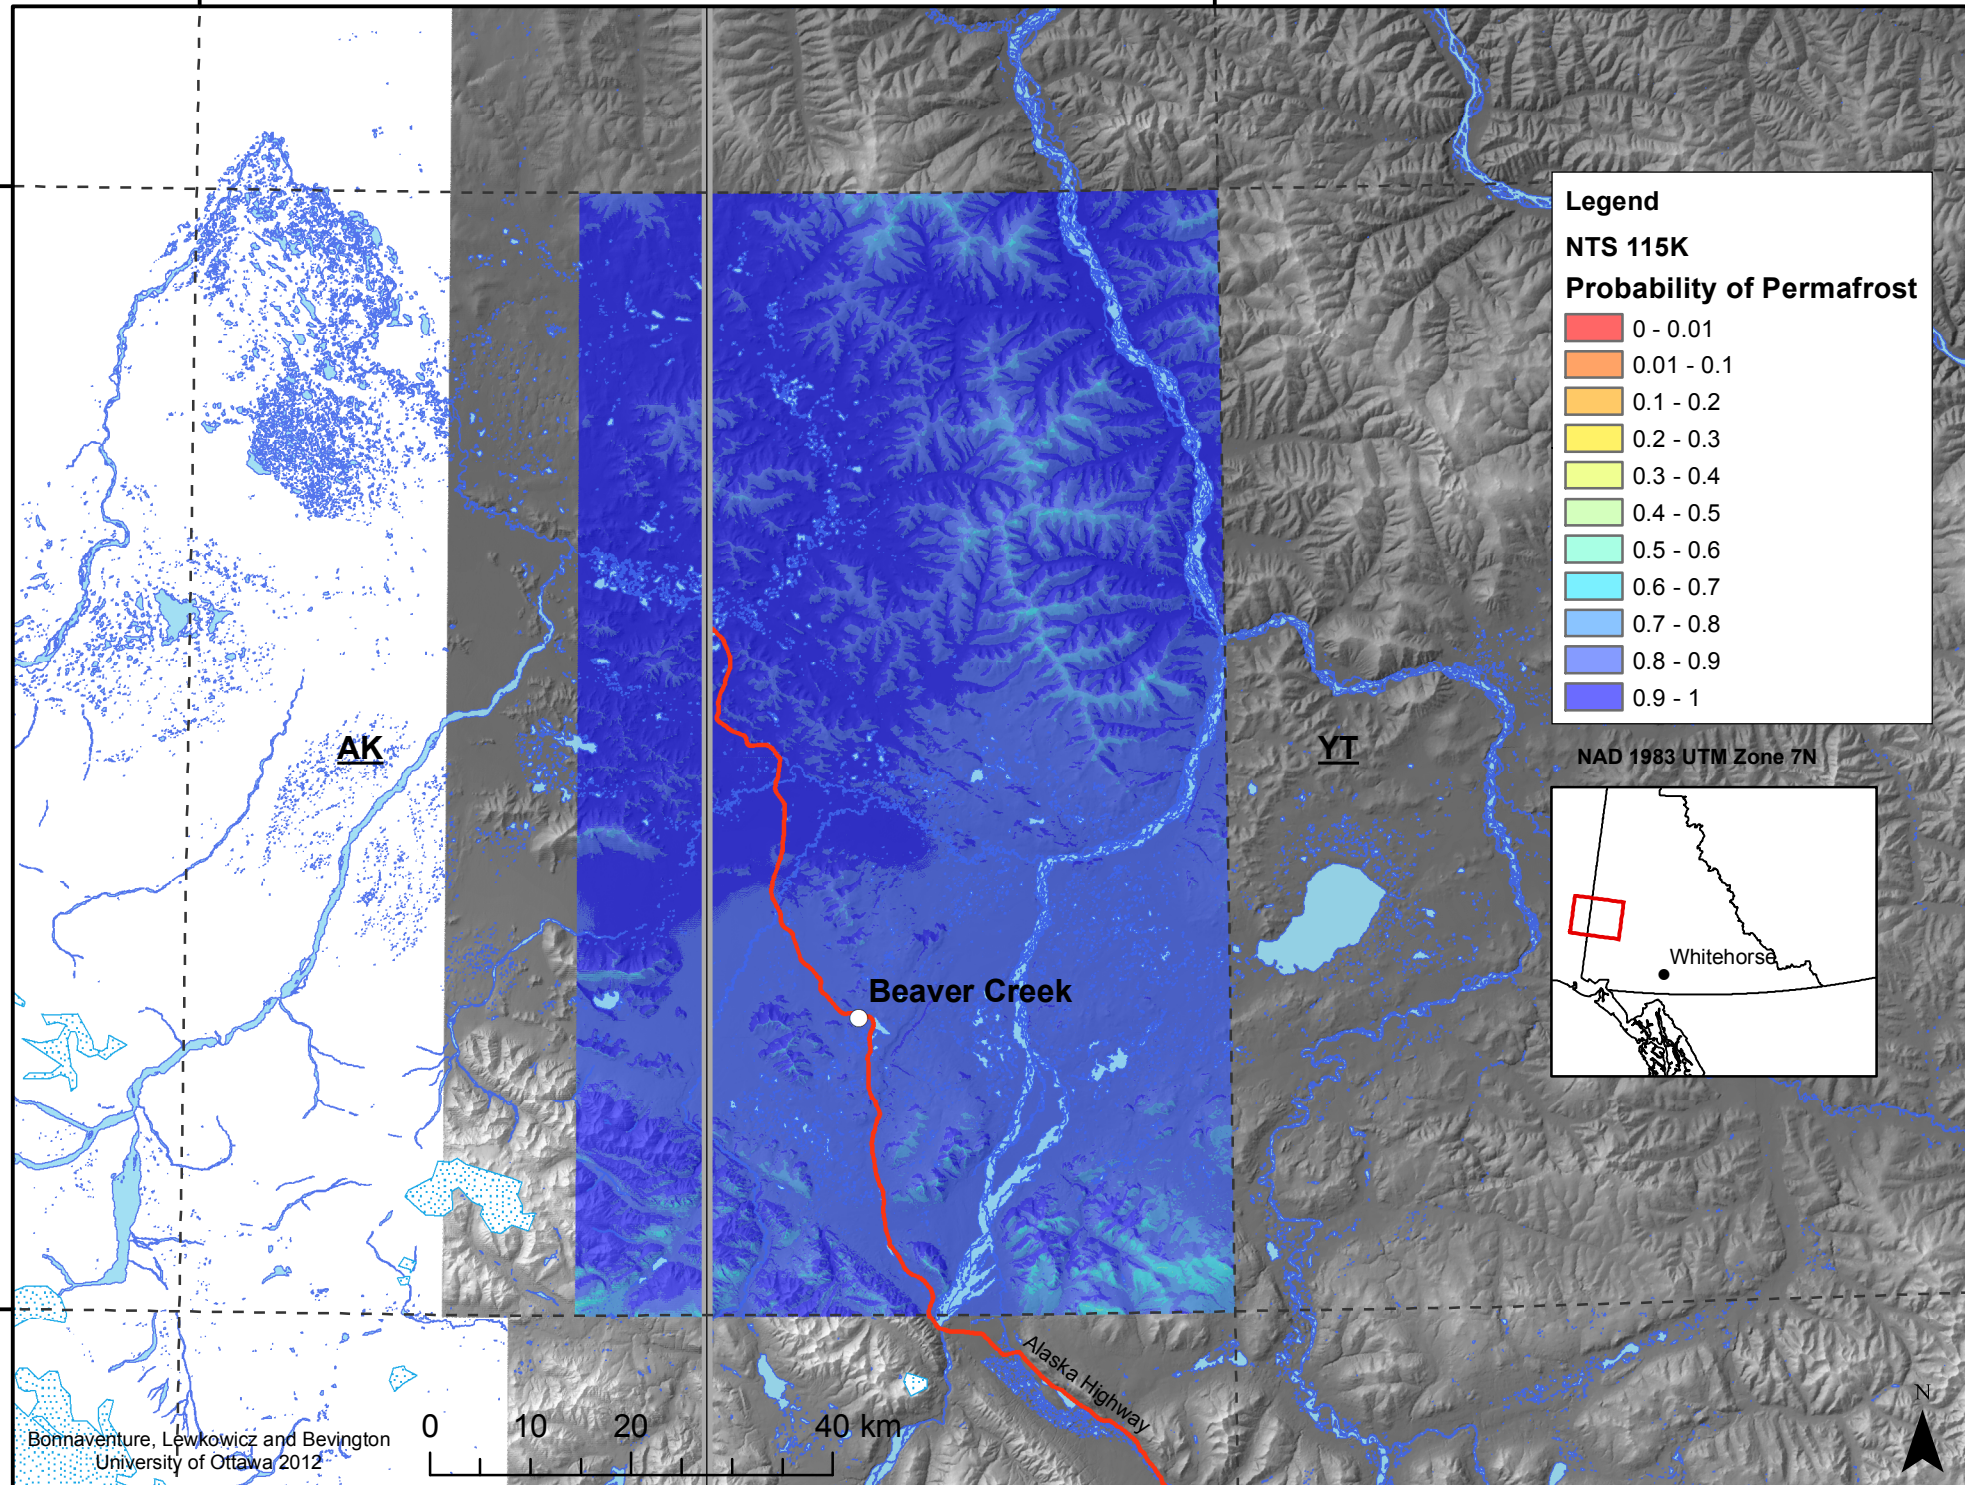 Legend
NTS 115K
Probability of Permafrost
0 - 0.01
0.01 - 0.1
0.1 - 0.2
0.2 - 0.3
0.3 - 0.4
0.4 - 0.5
0.5 - 0.6
0.6 - 0.7
0.7 - 0.8
0.8 - 0.9
0.9 - 1
AK
YT
NAD 1983 UTM Zone 7N
Whitehorse
Beaver Creek
Alaska Highway
N
0 10 20 40 km
Bonnaventure, Lewkowicz and Bevington
University of Ottawa 2012